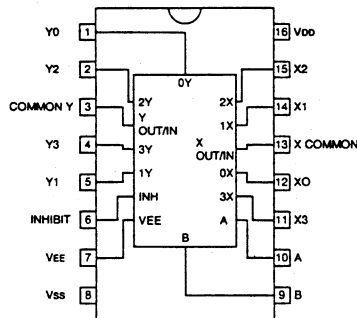 Y0 1 16 VDD
0Y
Y2 2 2Y 2X 15 X2
COMMON Y 3 Y OUT/IN 1X 14 X1
Y3 4 3Y X OUT/IN 13 X COMMON
Y1 5 1Y 0X 12 XO
INHIBIT 6 INH 3X 11 X3
VEE 7 VEE A 10 A
B
VSS 8 9 B